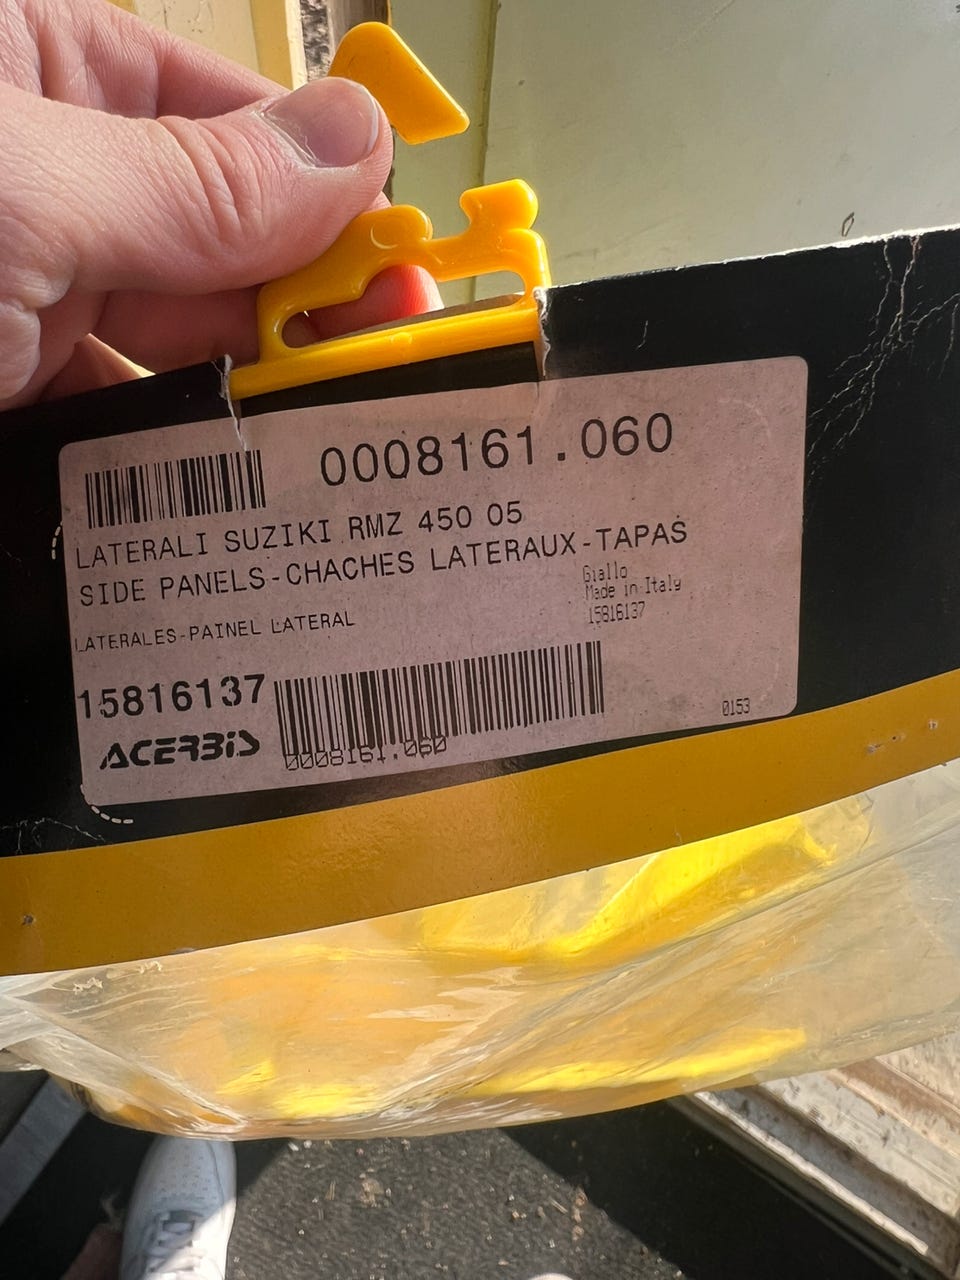 0008161.060
LATERALI SUZIKI RMZ 450 05
SIDE PANELS-CHACHES LATERAUX-TAPAS
LATERALES-PAINEL LATERAL
Giallo
Made in Italy
15816137
15816137
ACERBIS
0008161.060
0153